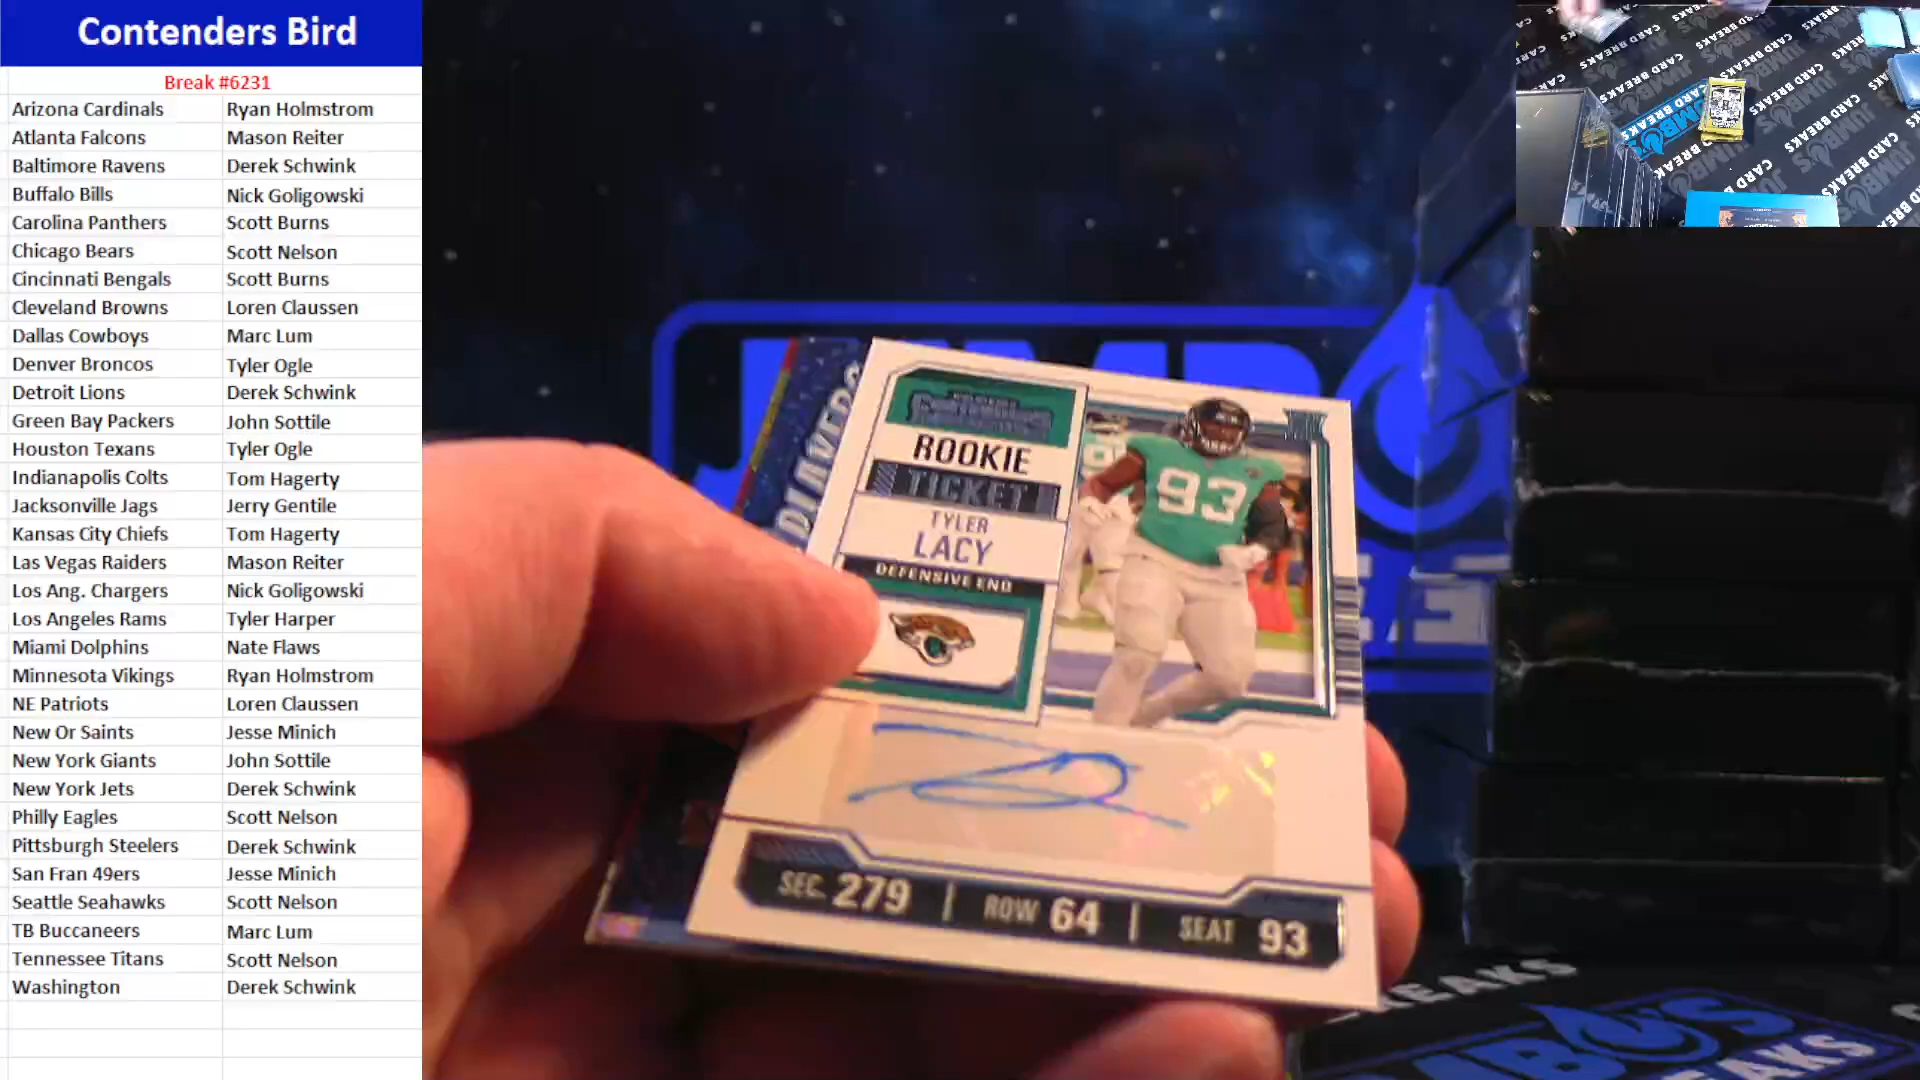 Contenders Bird
Break #6231
Arizona Cardinals Ryan Holmstrom
Atlanta Falcons Mason Reiter
Baltimore Ravens Derek Schwink
Buffalo Bills Nick Goligowski
Carolina Panthers Scott Burns
Chicago Bears Scott Nelson
Cincinnati Bengals Scott Burns
Cleveland Browns Loren Claussen
Dallas Cowboys Marc Lum
Denver Broncos Tyler Ogle
Detroit Lions Derek Schwink
Green Bay Packers John Sottile
Houston Texans Tyler Ogle
Indianapolis Colts Tom Hagerty
Jacksonville Jags Jerry Gentile
Kansas City Chiefs Tom Hagerty
Las Vegas Raiders Mason Reiter
Los Ang. Chargers Nick Goligowski
Los Angeles Rams Tyler Harper
Miami Dolphins Nate Flaws
Minnesota Vikings Ryan Holmstrom
NE Patriots Loren Claussen
New Or Saints Jesse Minich
New York Giants John Sottile
New York Jets Derek Schwink
Philly Eagles Scott Nelson
Pittsburgh Steelers Derek Schwink
San Fran 49ers Jesse Minich
Seattle Seahawks Scott Nelson
TB Buccaneers Marc Lum
Tennessee Titans Scott Nelson
Washington Derek Schwink
CONTENDERS
ROOKIE
TICKET
TYLER
LACY
DEFENSIVE END
93
SEC. 279 | ROW 64 | SEAT 93
JUMBO'S
CARD BREAKS